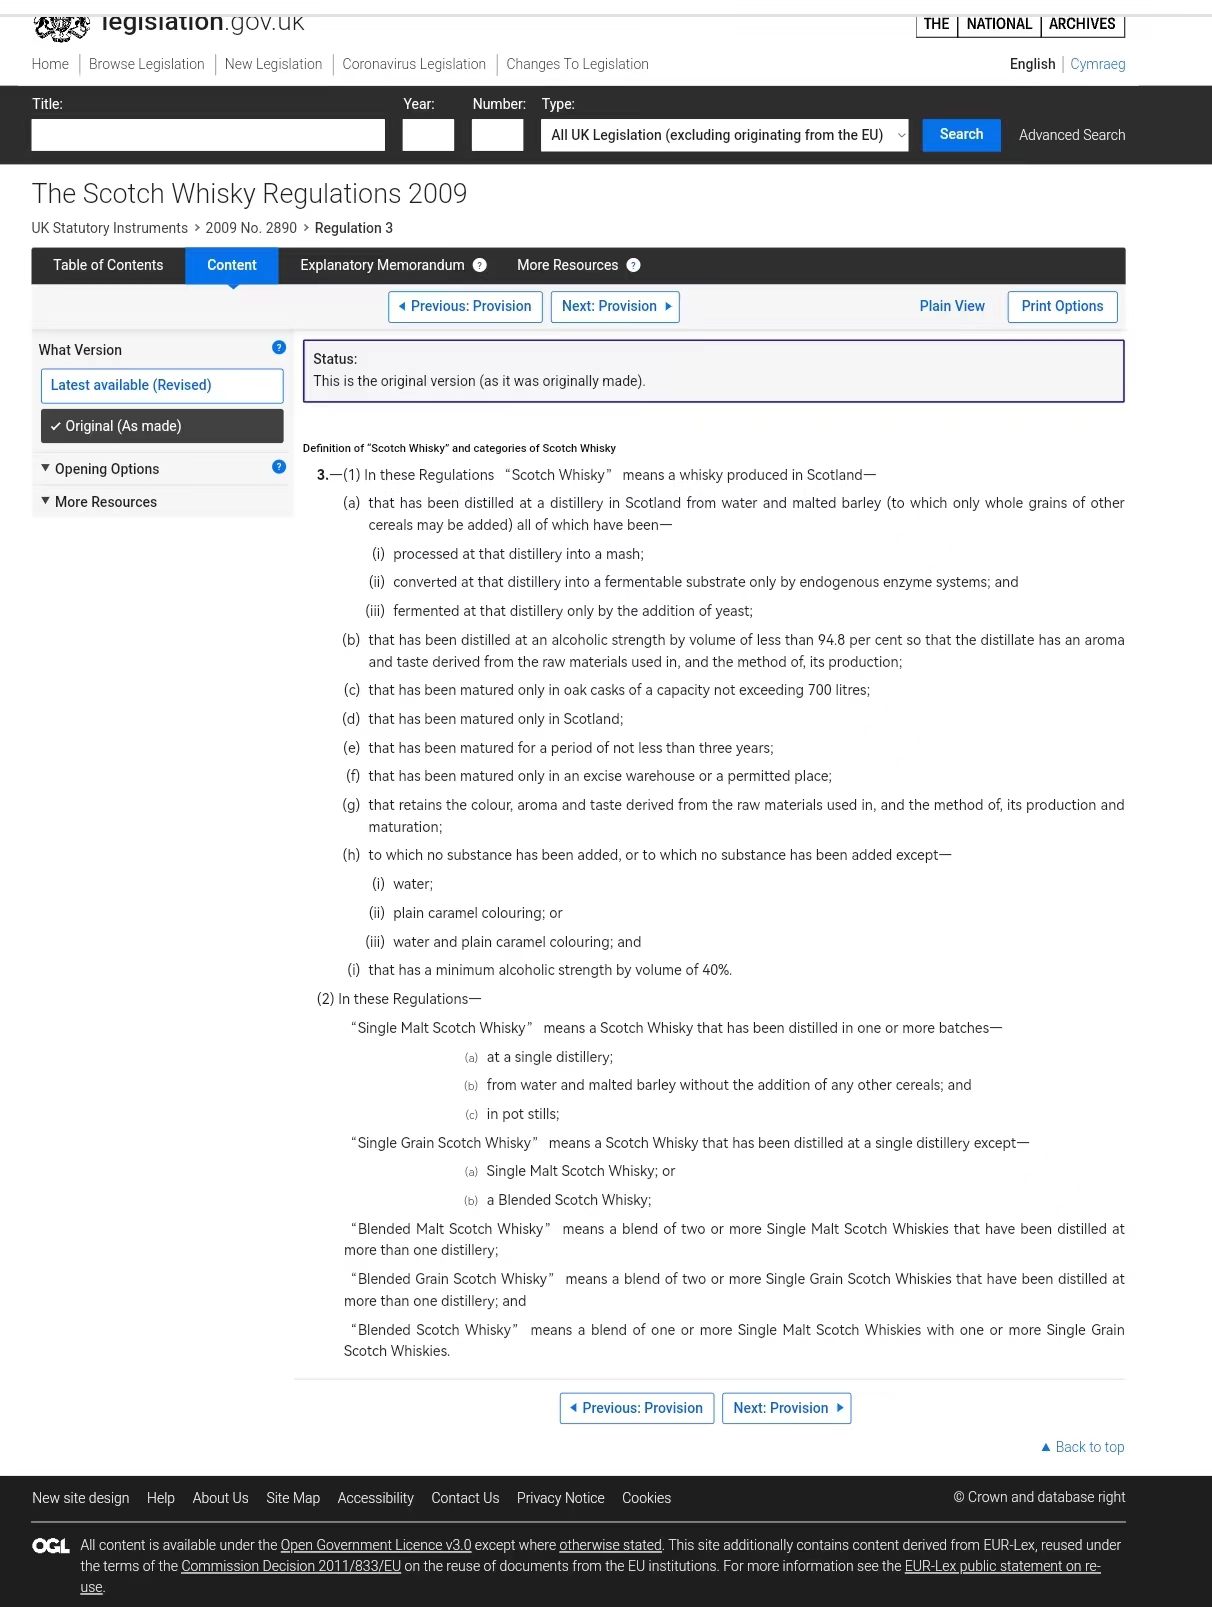 legislation.gov.uk
THE NATIONAL ARCHIVES
Home Browse Legislation New Legislation Coronavirus Legislation Changes To Legislation English Cymraeg
Title: Year: Number: Type:
All UK Legislation (excluding originating from the EU) Search Advanced Search
The Scotch Whisky Regulations 2009
UK Statutory Instruments > 2009 No. 2890 > Regulation 3
Table of Contents Content Explanatory Memorandum ? More Resources ?
Previous: Provision Next: Provision Plain View Print Options
What Version ?
Latest available (Revised)
Original (As made)
Opening Options ?
More Resources
Status:
This is the original version (as it was originally made).
Definition of “Scotch Whisky” and categories of Scotch Whisky
3.—(1) In these Regulations “Scotch Whisky” means a whisky produced in Scotland—
(a) that has been distilled at a distillery in Scotland from water and malted barley (to which only whole grains of other
cereals may be added) all of which have been—
(i) processed at that distillery into a mash;
(ii) converted at that distillery into a fermentable substrate only by endogenous enzyme systems; and
(iii) fermented at that distillery only by the addition of yeast;
(b) that has been distilled at an alcoholic strength by volume of less than 94.8 per cent so that the distillate has an aroma
and taste derived from the raw materials used in, and the method of, its production;
(c) that has been matured only in oak casks of a capacity not exceeding 700 litres;
(d) that has been matured only in Scotland;
(e) that has been matured for a period of not less than three years;
(f) that has been matured only in an excise warehouse or a permitted place;
(g) that retains the colour, aroma and taste derived from the raw materials used in, and the method of, its production and
maturation;
(h) to which no substance has been added, or to which no substance has been added except—
(i) water;
(ii) plain caramel colouring; or
(iii) water and plain caramel colouring; and
(i) that has a minimum alcoholic strength by volume of 40%.
(2) In these Regulations—
“Single Malt Scotch Whisky” means a Scotch Whisky that has been distilled in one or more batches—
(a) at a single distillery;
(b) from water and malted barley without the addition of any other cereals; and
(c) in pot stills;
“Single Grain Scotch Whisky” means a Scotch Whisky that has been distilled at a single distillery except—
(a) Single Malt Scotch Whisky; or
(b) a Blended Scotch Whisky;
“Blended Malt Scotch Whisky” means a blend of two or more Single Malt Scotch Whiskies that have been distilled at
more than one distillery;
“Blended Grain Scotch Whisky” means a blend of two or more Single Grain Scotch Whiskies that have been distilled at
more than one distillery; and
“Blended Scotch Whisky” means a blend of one or more Single Malt Scotch Whiskies with one or more Single Grain
Scotch Whiskies.
Previous: Provision Next: Provision
Back to top
New site design Help About Us Site Map Accessibility Contact Us Privacy Notice Cookies © Crown and database right
OGL All content is available under the Open Government Licence v3.0 except where otherwise stated. This site additionally contains content derived from EUR-Lex, reused under
the terms of the Commission Decision 2011/833/EU on the reuse of documents from the EU institutions. For more information see the EUR-Lex public statement on re-
use.